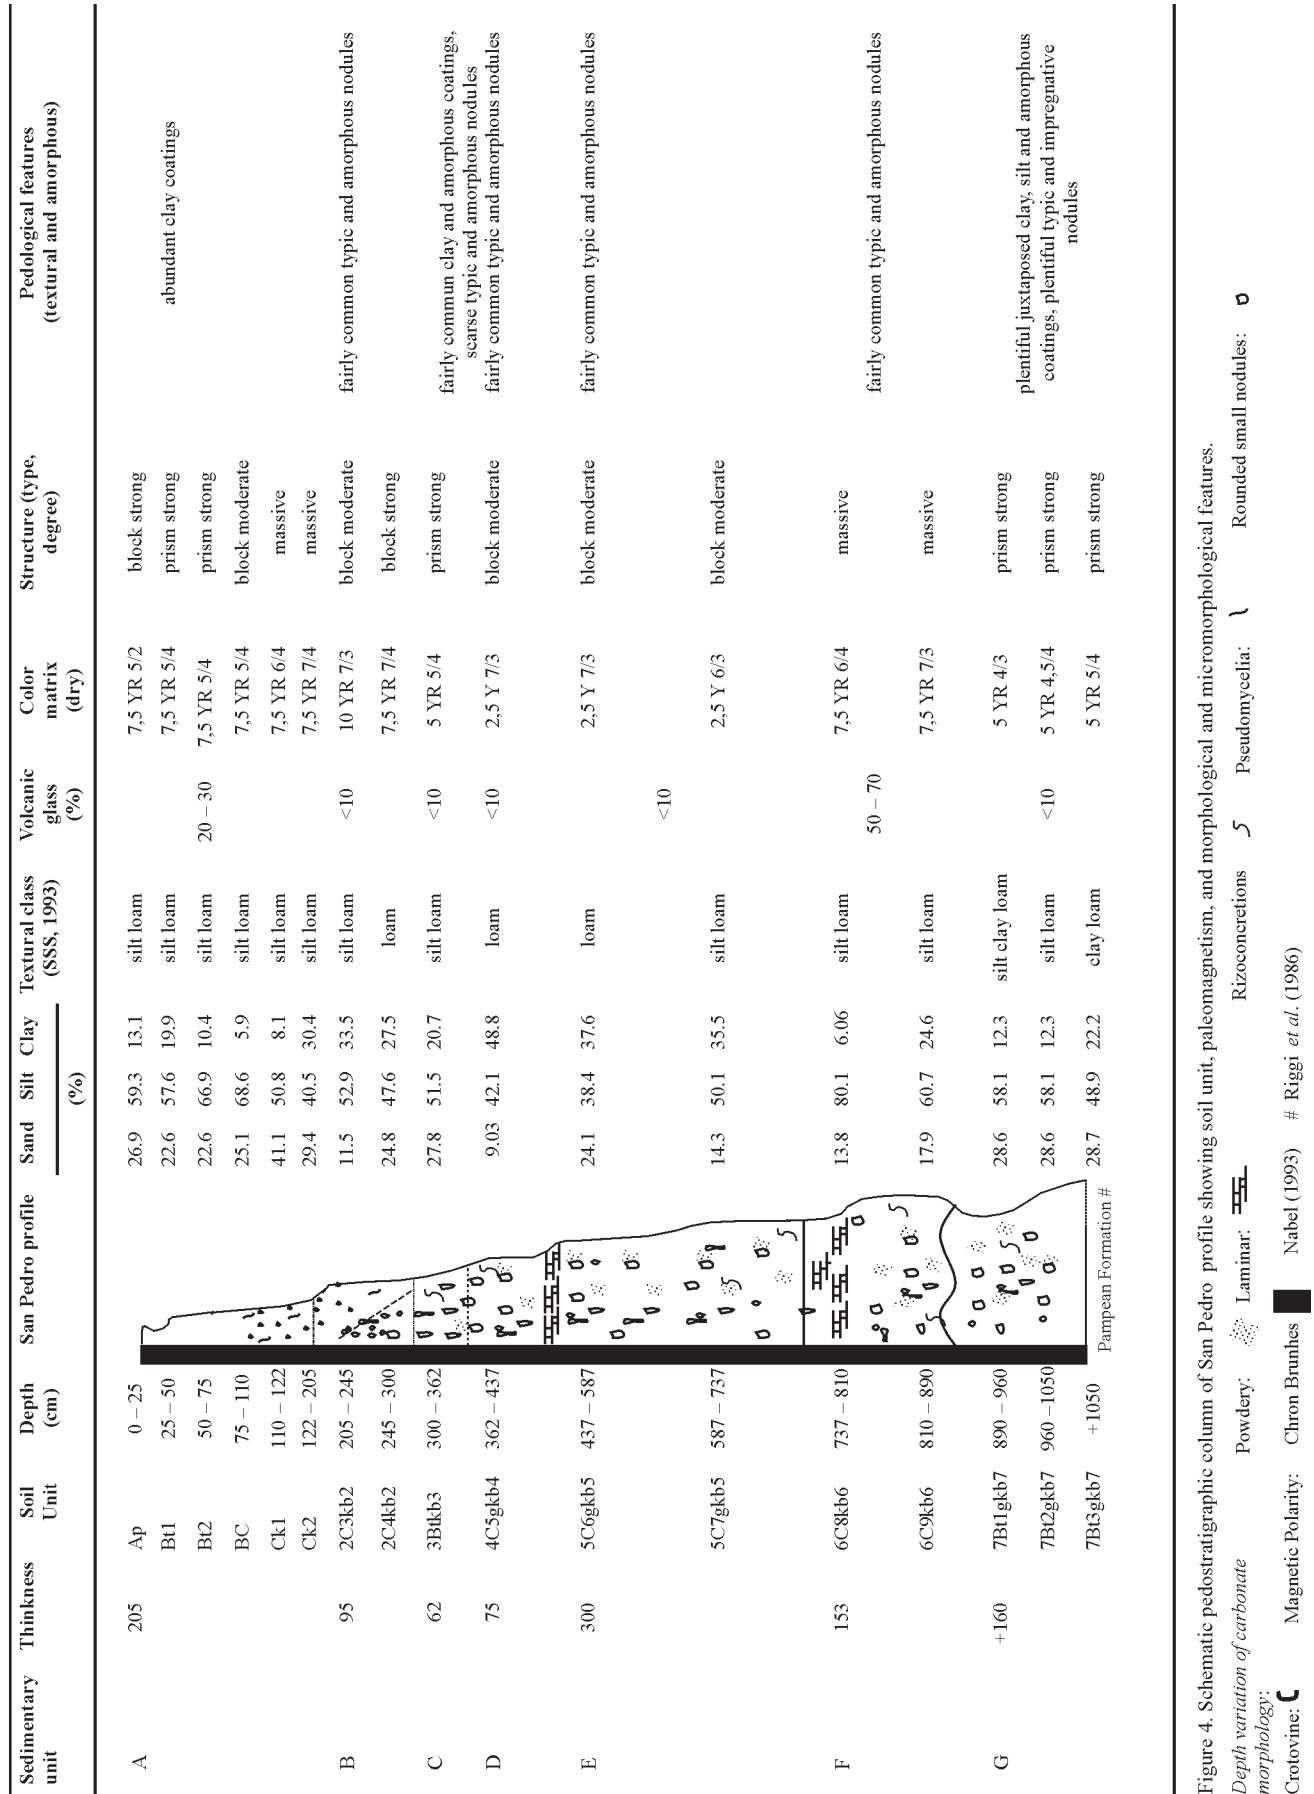 Sedimentary unit Thinkness Soil Unit Depth (cm) San Pedro profile Sand Silt Clay (%) Textural class (SSS, 1993) Volcanic glass (%) Color matrix (dry) Structure (type, degree) Pedological features (textural and amorphous)
A 205 Ap 0 – 25 26.9 59.3 13.1 silt loam 7,5 YR 5/2 block strong
Bt1 25 – 50 22.6 57.6 19.9 silt loam 7,5 YR 5/4 prism strong abundant clay coatings
Bt2 50 – 75 22.6 66.9 10.4 silt loam 20 – 30 7,5 YR 5/4 prism strong
BC 75 – 110 25.1 68.6 5.9 silt loam 7,5 YR 5/4 block moderate
Ck1 110 – 122 41.1 50.8 8.1 silt loam 7,5 YR 6/4 massive
Ck2 122 – 205 29.4 40.5 30.4 silt loam 7,5 YR 7/4 massive
B 95 2C3kb2 205 – 245 11.5 52.9 33.5 silt loam <10 10 YR 7/3 block moderate fairly common typic and amorphous nodules
2C4kb2 245 – 300 24.8 47.6 27.5 loam 7,5 YR 7/4 block strong
C 62 3Btkb3 300 – 362 27.8 51.5 20.7 silt loam <10 5 YR 5/4 prism strong fairly commun clay and amorphous coatings, scarse typic and amorphous nodules
D 75 4C5gkb4 362 – 437 9.03 42.1 48.8 loam <10 2,5 Y 7/3 block moderate fairly common typic and amorphous nodules
E 300 5C6gkb5 437 – 587 24.1 38.4 37.6 loam 2,5 Y 7/3 block moderate fairly common typic and amorphous nodules
<10
5C7gkb5 587 – 737 14.3 50.1 35.5 silt loam 2,5 Y 6/3 block moderate
F 153 6C8kb6 737 – 810 13.8 80.1 6.06 silt loam 7,5 YR 6/4 massive
50 – 70 fairly common typic and amorphous nodules
6C9kb6 810 – 890 17.9 60.7 24.6 silt loam 7,5 YR 7/3 massive
G +160 7Bt1gkb7 890 – 960 28.6 58.1 12.3 silt clay loam 5 YR 4/3 prism strong
7Bt2gkb7 960 –1050 28.6 58.1 12.3 silt loam <10 5 YR 4,5/4 prism strong plentiful juxtaposed clay, silt and amorphous coatings, plentiful typic and impregnative nodules
7Bt3gkb7 +1050 28.7 48.9 22.2 clay loam 5 YR 5/4 prism strong
Pampean Formation #
Figure 4. Schematic pedostratigraphic column of San Pedro profile showing soil unit, paleomagnetism, and morphological and micromorphological features.
Depth variation of carbonate Powdery: Laminar: Rizoconcretions Pseudomycelia: Rounded small nodules:
morphology:
Crotovine: Magnetic Polarity: Chron Brunhes Nabel (1993) # Riggi et al. (1986)